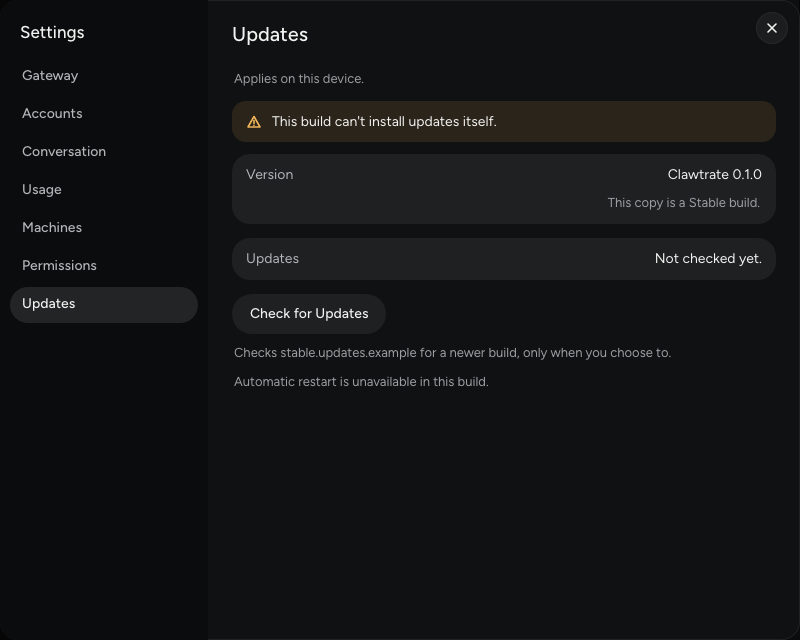 Settings
Gateway
Accounts
Conversation
Usage
Machines
Permissions
Updates
Updates
Applies on this device.
This build can't install updates itself.
Version
Clawtrate 0.1.0
This copy is a Stable build.
Updates
Not checked yet.
Check for Updates
Checks stable.updates.example for a newer build, only when you choose to.
Automatic restart is unavailable in this build.